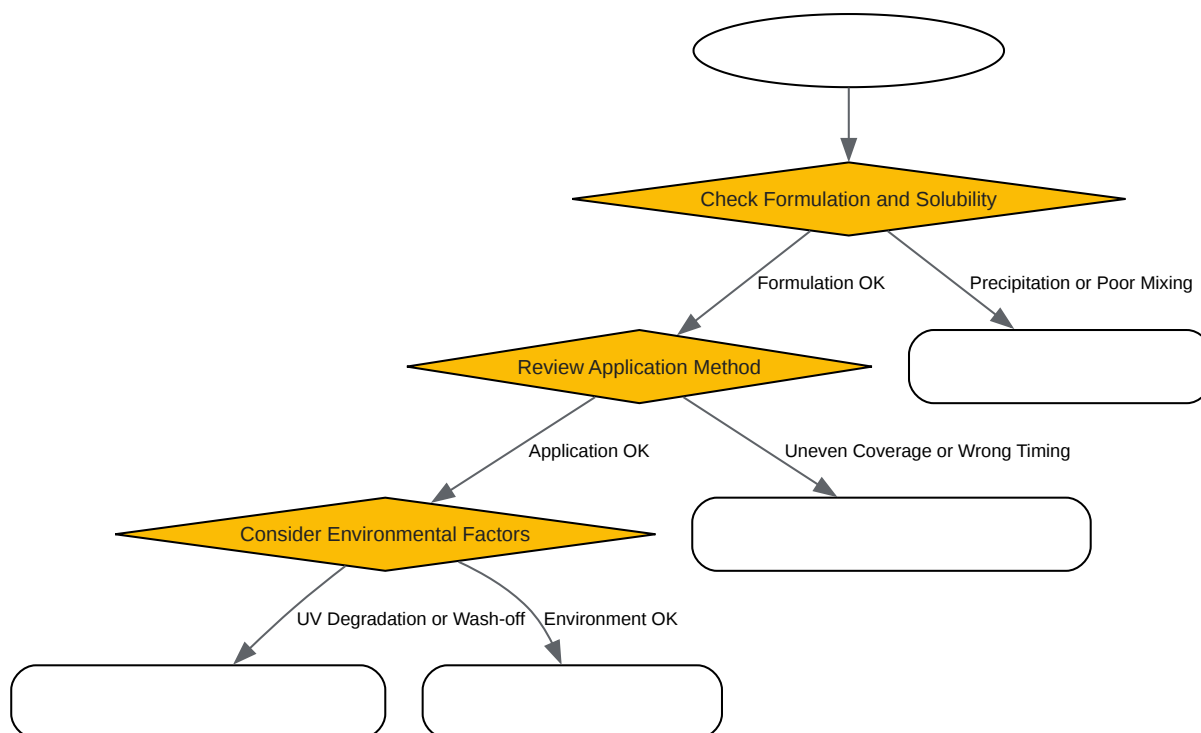 Check Formulation and Solubility
Formulation OK
Precipitation or Poor Mixing
Review Application Method
Application OK
Uneven Coverage or Wrong Timing
Consider Environmental Factors
UV Degradation or Wash-off
Environment OK